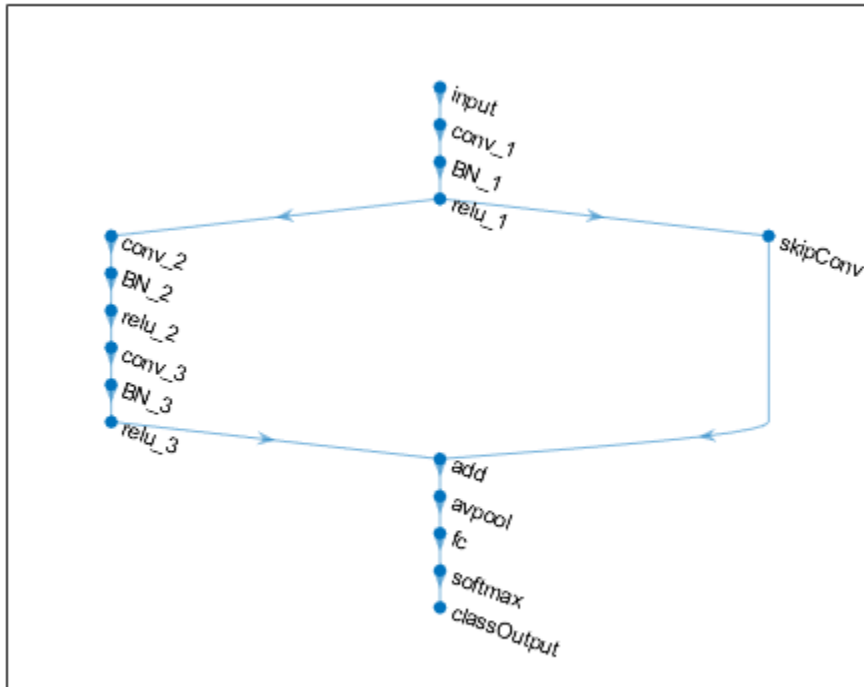 input
conv_1
BN_1
relu_1
conv_2
BN_2
relu_2
conv_3
BN_3
relu_3
skipConv
add
avpool
fc
softmax
classOutput